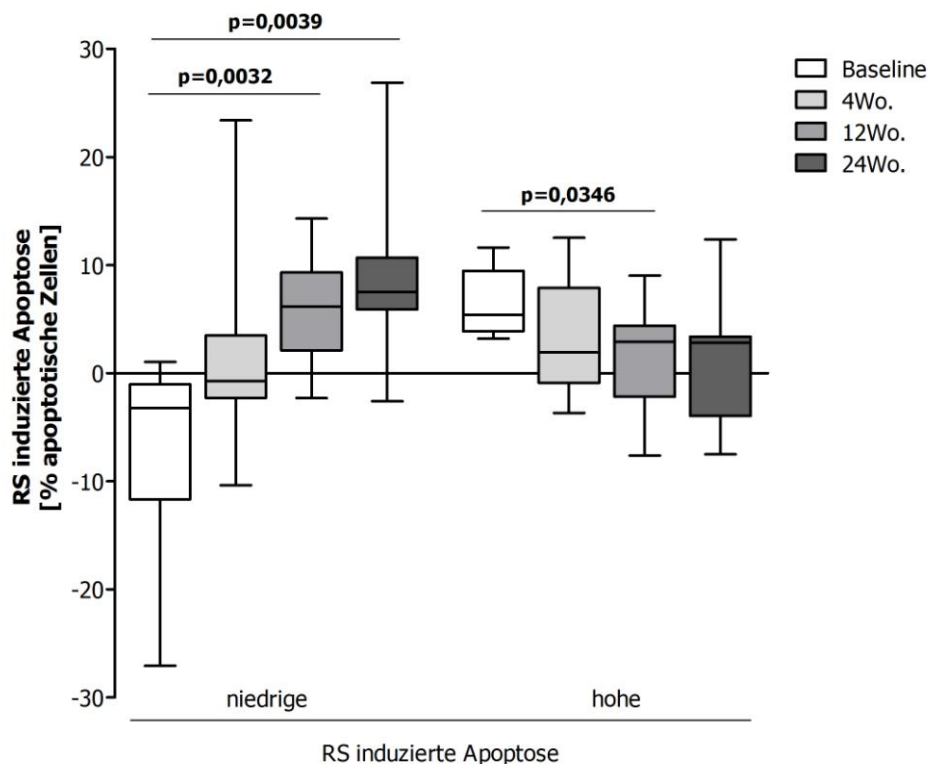 p=0,0039
p=0,0032
p=0,0346
Baseline
4Wo.
12Wo.
24Wo.
RS induzierte Apoptose
[% apoptotische Zellen]
30
20
10
0
-10
-20
-30
niedrige
hohe
RS induzierte Apoptose